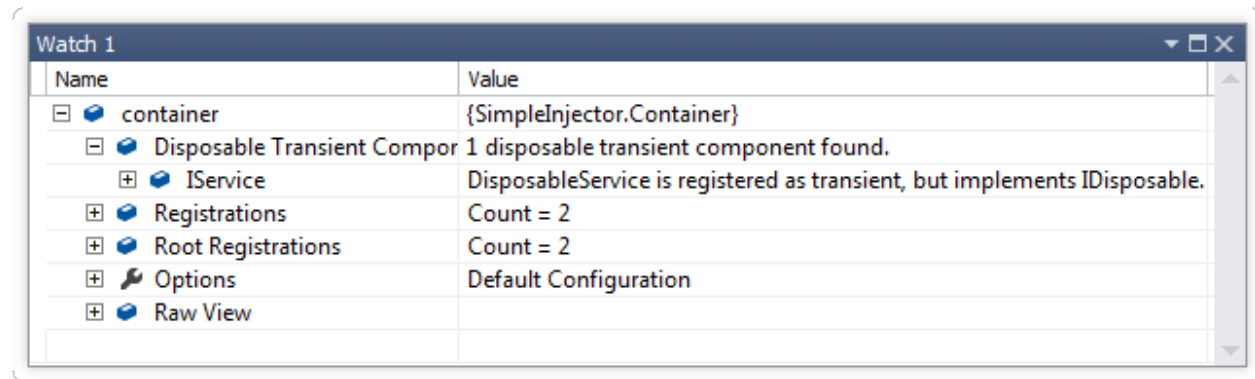 Watch 1
Name Value
container {SimpleInjector.Container}
Disposable Transient Compor 1 disposable transient component found.
IService DisposableService is registered as transient, but implements IDisposable.
Registrations Count = 2
Root Registrations Count = 2
Options Default Configuration
Raw View